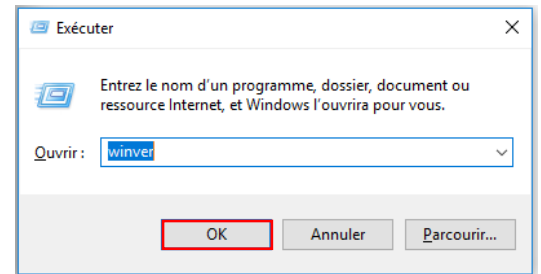 Exécuter
Entrez le nom d’un programme, dossier, document ou
ressource Internet, et Windows l’ouvrira pour vous.
Ouvrir : winver
OK Annuler Parcourir...